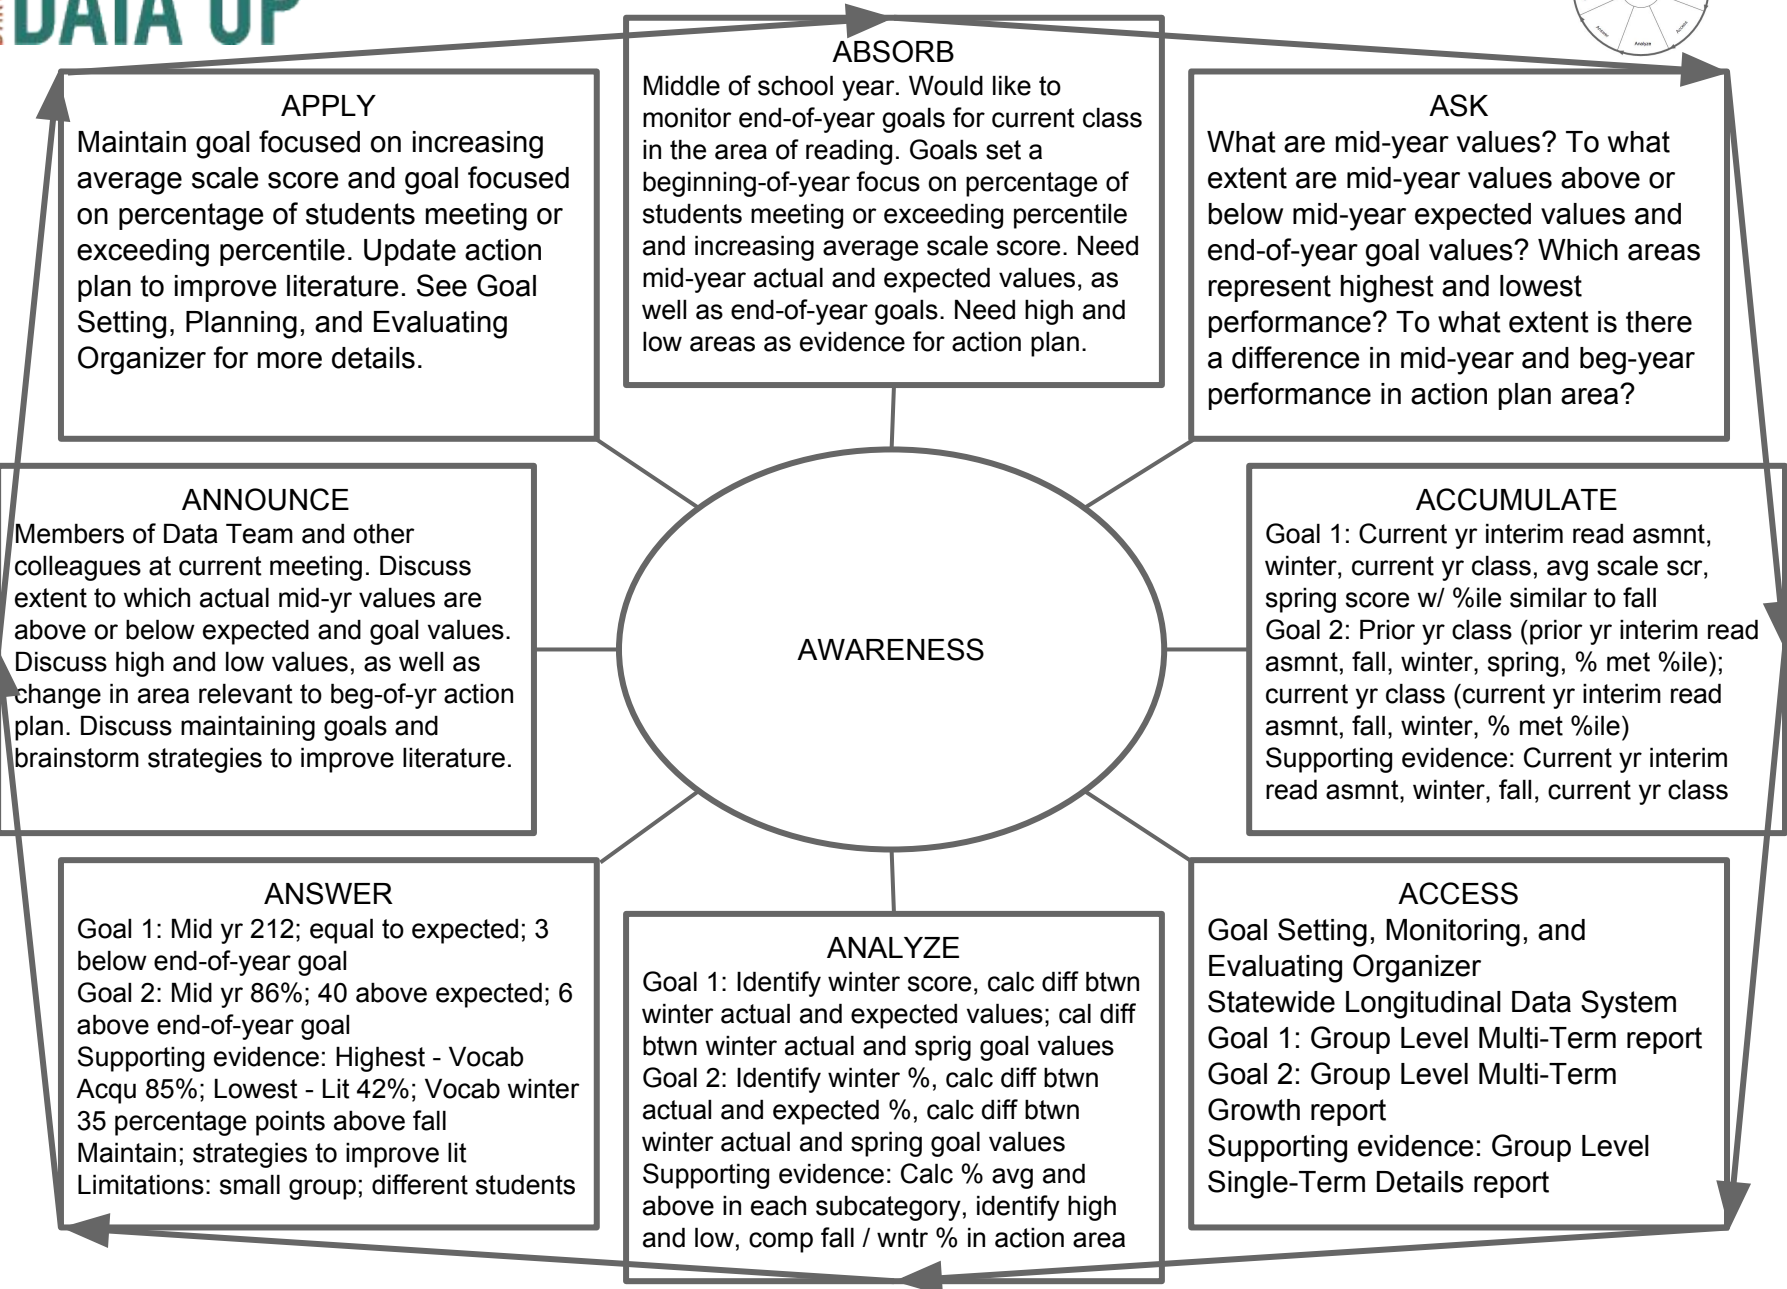 DATA UP
Analyze
ABSORB
Middle of school year. Would like to
monitor end-of-year goals for current class
in the area of reading. Goals set a
beginning-of-year focus on percentage of
students meeting or exceeding percentile
and increasing average scale score. Need
mid-year actual and expected values, as
well as end-of-year goals. Need high and
low areas as evidence for action plan.
ASK
What are mid-year values? To what
extent are mid-year values above or
below mid-year expected values and
end-of-year goal values? Which areas
represent highest and lowest
performance? To what extent is there
a difference in mid-year and beg-year
performance in action plan area?
ACCUMULATE
Goal 1: Current yr interim read asmnt,
winter, current yr class, avg scale scr,
spring score w/ %ile similar to fall
Goal 2: Prior yr class (prior yr interim read
asmnt, fall, winter, spring, % met %ile);
current yr class (current yr interim read
asmnt, fall, winter, % met %ile)
Supporting evidence: Current yr interim
read asmnt, winter, fall, current yr class
ACCESS
Goal Setting, Monitoring, and
Evaluating Organizer
Statewide Longitudinal Data System
Goal 1: Group Level Multi-Term report
Goal 2: Group Level Multi-Term
Growth report
Supporting evidence: Group Level
Single-Term Details report
ANALYZE
Goal 1: Identify winter score, calc diff btwn
winter actual and expected values; cal diff
btwn winter actual and sprig goal values
Goal 2: Identify winter %, calc diff btwn
actual and expected %, calc diff btwn
winter actual and spring goal values
Supporting evidence: Calc % avg and
above in each subcategory, identify high
and low, comp fall / wntr % in action area
ANSWER
Goal 1: Mid yr 212; equal to expected; 3
below end-of-year goal
Goal 2: Mid yr 86%; 40 above expected; 6
above end-of-year goal
Supporting evidence: Highest - Vocab
Acqu 85%; Lowest - Lit 42%; Vocab winter
35 percentage points above fall
Maintain; strategies to improve lit
Limitations: small group; different students
ANNOUNCE
Members of Data Team and other
colleagues at current meeting. Discuss
extent to which actual mid-yr values are
above or below expected and goal values.
Discuss high and low values, as well as
change in area relevant to beg-of-yr action
plan. Discuss maintaining goals and
brainstorm strategies to improve literature.
APPLY
Maintain goal focused on increasing
average scale score and goal focused
on percentage of students meeting or
exceeding percentile. Update action
plan to improve literature. See Goal
Setting, Planning, and Evaluating
Organizer for more details.
AWARENESS